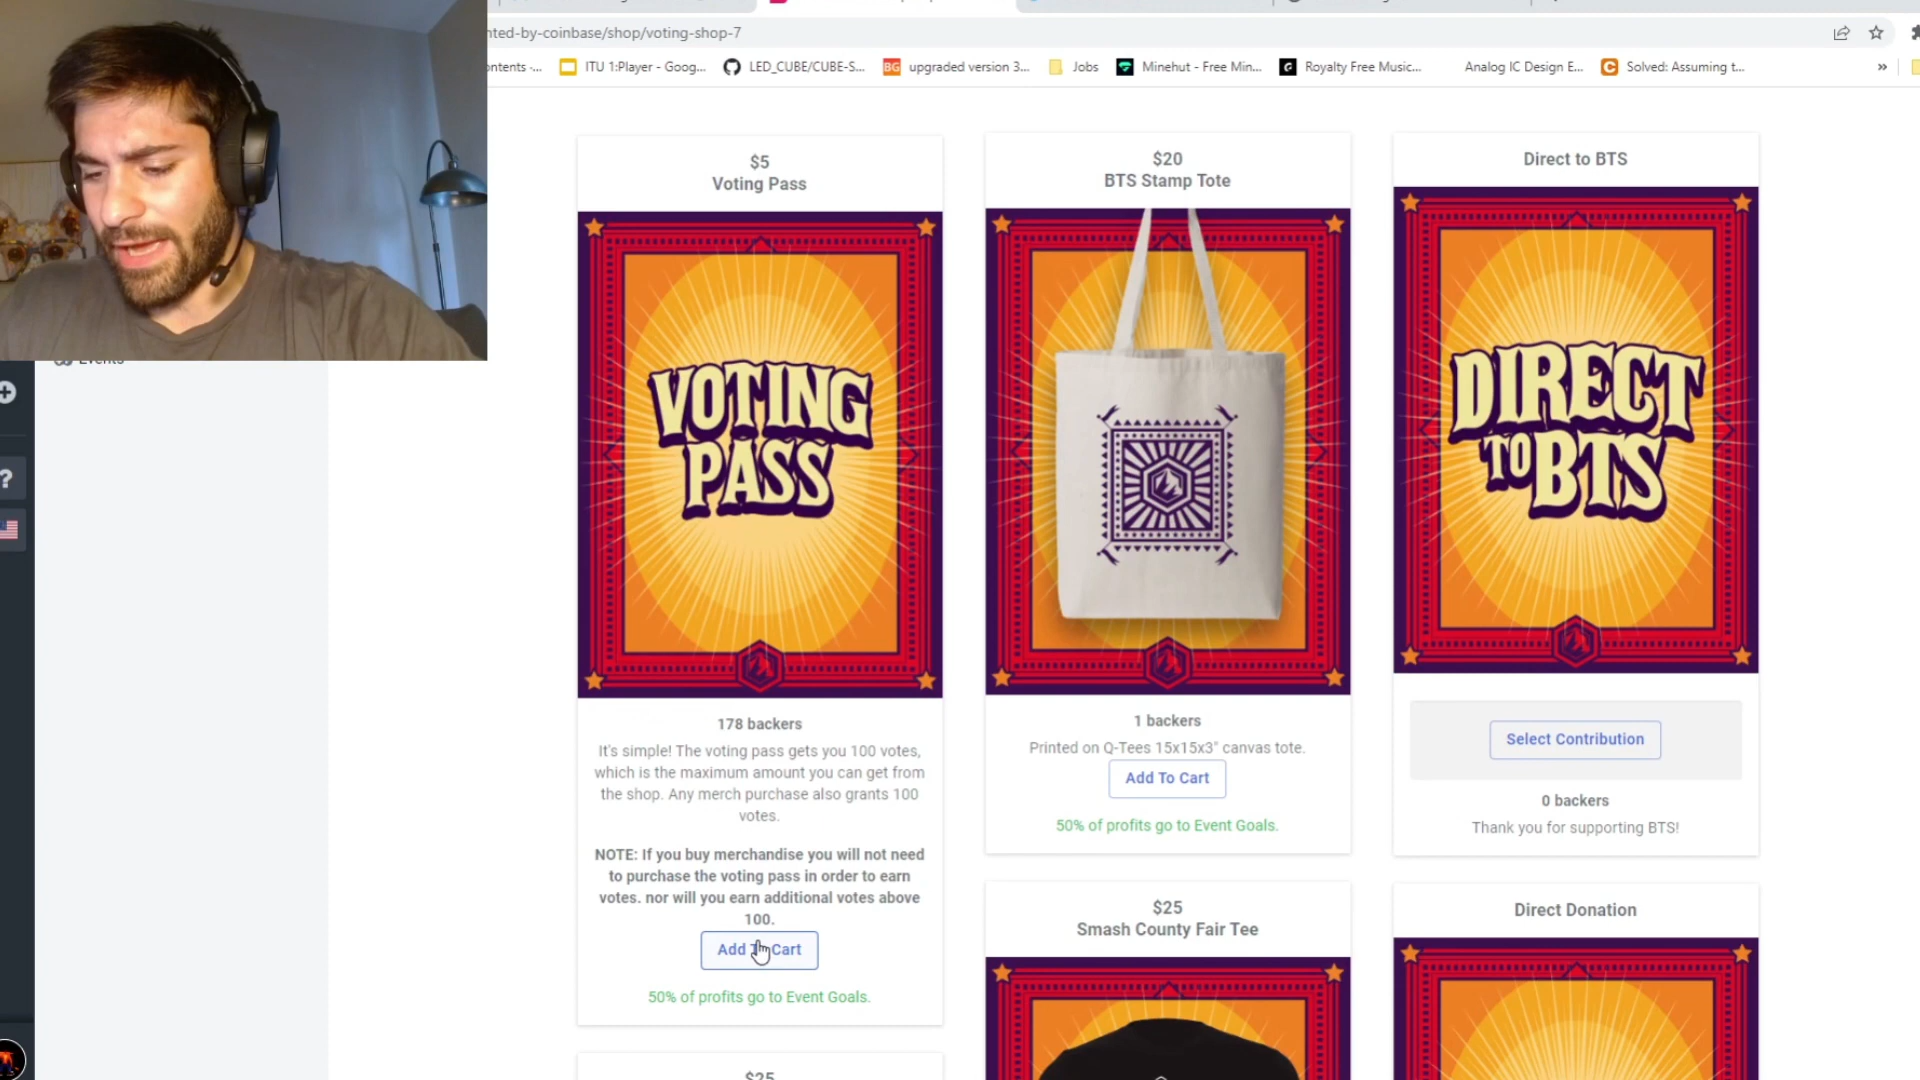 nted-by-coinbase/shop/voting-shop-7
ontents -...
ITU 1:Player - Goog...
LED_CUBE/CUBE-S...
BG
upgraded version 3...
Jobs
Minehut - Free Min...
Royalty Free Music...
Analog IC Design E...
Solved: Assuming t...
»
Events
?
$5
Voting Pass
VOTING
PASS
178 backers
It's simple! The voting pass gets you 100 votes,
which is the maximum amount you can get from
the shop. Any merch purchase also grants 100
votes.
NOTE: If you buy merchandise you will not need
to purchase the voting pass in order to earn
votes. nor will you earn additional votes above
100.
Add To Cart
50% of profits go to Event Goals.
$25
$20
BTS Stamp Tote
1 backers
Printed on Q-Tees 15x15x3" canvas tote.
Add To Cart
50% of profits go to Event Goals.
$25
Smash County Fair Tee
Direct to BTS
DIRECT
TO BTS
Select Contribution
0 backers
Thank you for supporting BTS!
Direct Donation